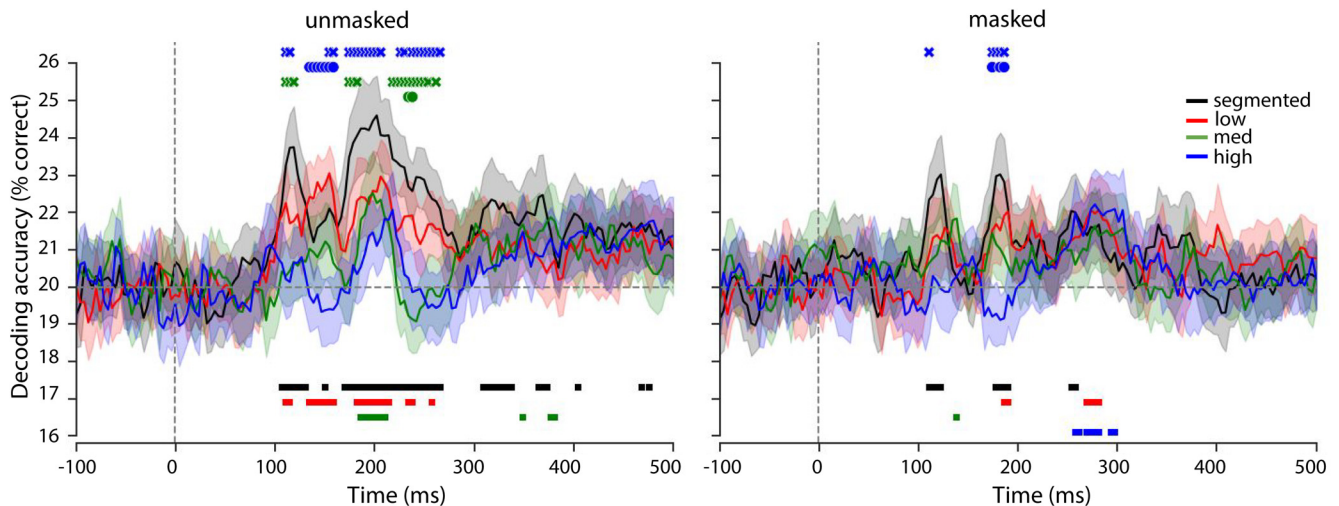 unmasked
masked
Decoding accuracy (% correct)
26
25
24
23
22
21
20
19
18
17
16
-100
0
100
200
300
400
500
Time (ms)
-100
0
100
200
300
400
500
Time (ms)
segmented
low
med
high